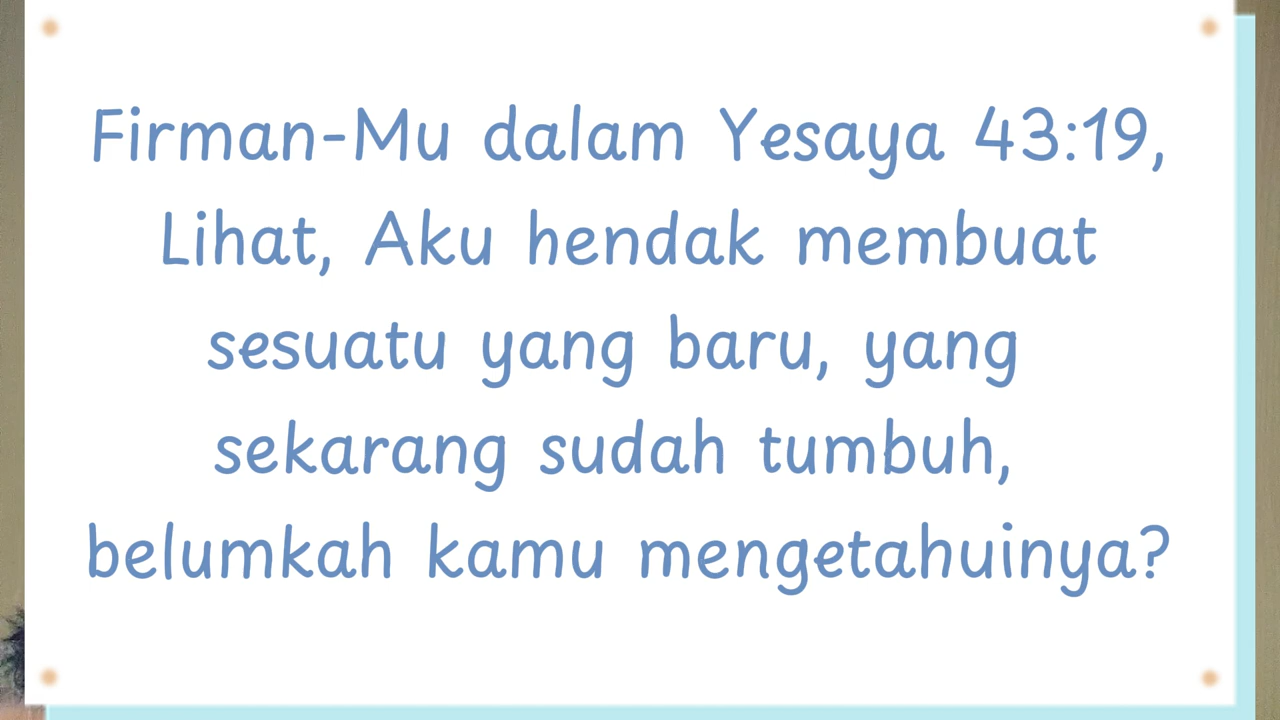 Firman-Mu dalam Yesaya 43:19,
Lihat, Aku hendak membuat
sesuatu yang baru, yang
sekarang sudah tumbuh,
belumkah kamu mengetahuinya?